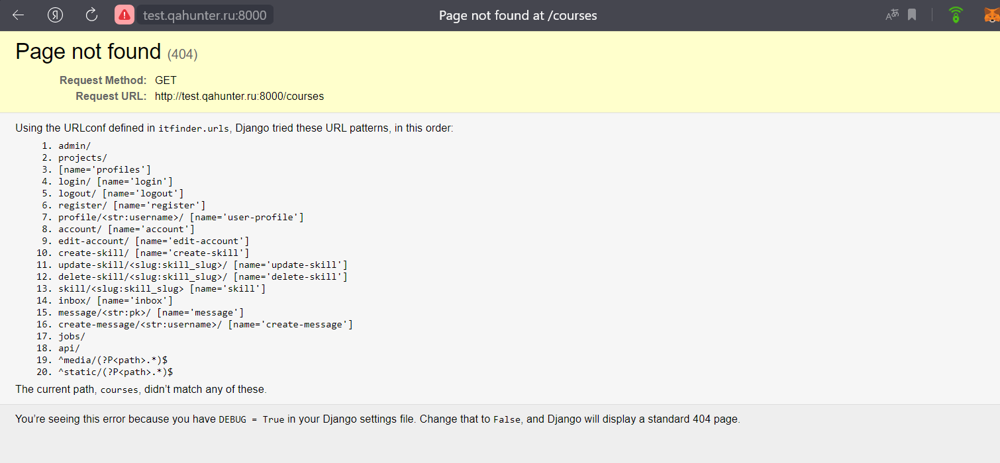 Я test.qahunter.ru:8000 Page not found at /courses
Page not found (404)
Request Method: GET
Request URL: http://test.qahunter.ru:8000/courses
Using the URLconf defined in itfinder.urls, Django tried these URL patterns, in this order:
1. admin/
2. projects/
3. [name='profiles']
4. login/ [name='login']
5. logout/ [name='logout']
6. register/ [name='register']
7. profile/<str:username>/ [name='user-profile']
8. account/ [name='account']
9. edit-account/ [name='edit-account']
10. create-skill/ [name='create-skill']
11. update-skill/<slug:skill_slug>/ [name='update-skill']
12. delete-skill/<slug:skill_slug>/ [name='delete-skill']
13. skill/<slug:skill_slug> [name='skill']
14. inbox/ [name='inbox']
15. message/<str:pk>/ [name='message']
16. create-message/<str:username>/ [name='create-message']
17. jobs/
18. api/
19. ^media/(?P<path>.*)$
20. ^static/(?P<path>.*)$
The current path, courses, didn’t match any of these.
You’re seeing this error because you have DEBUG = True in your Django settings file. Change that to False, and Django will display a standard 404 page.